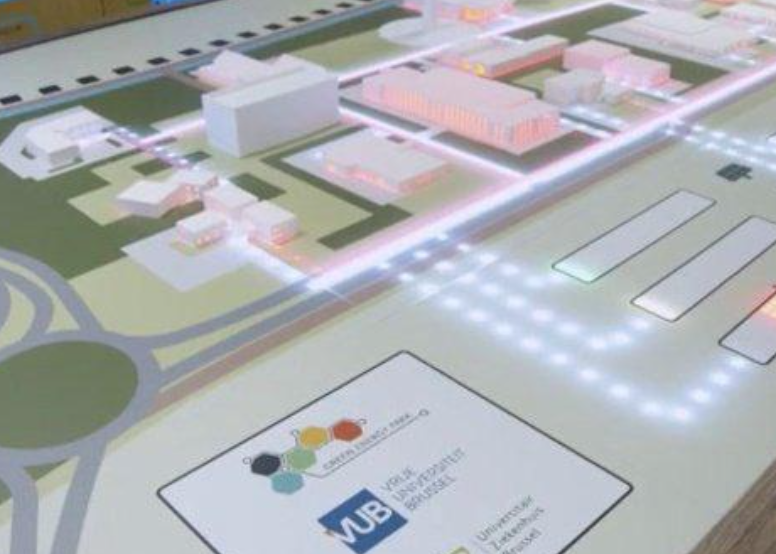 GREEN ENERGY PARK
VUB
VRIJE
UNIVERSITEIT
BRUSSEL
Universitair
Ziekenhuis
Brussel